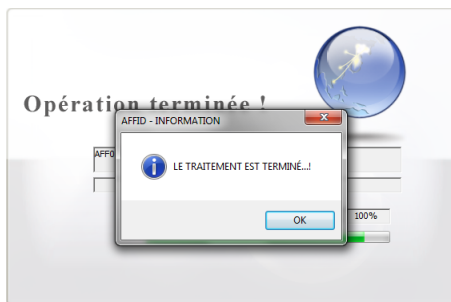 Opération terminée !
AFFID - INFORMATION
LE TRAITEMENT EST TERMINÉ...!
OK
100%